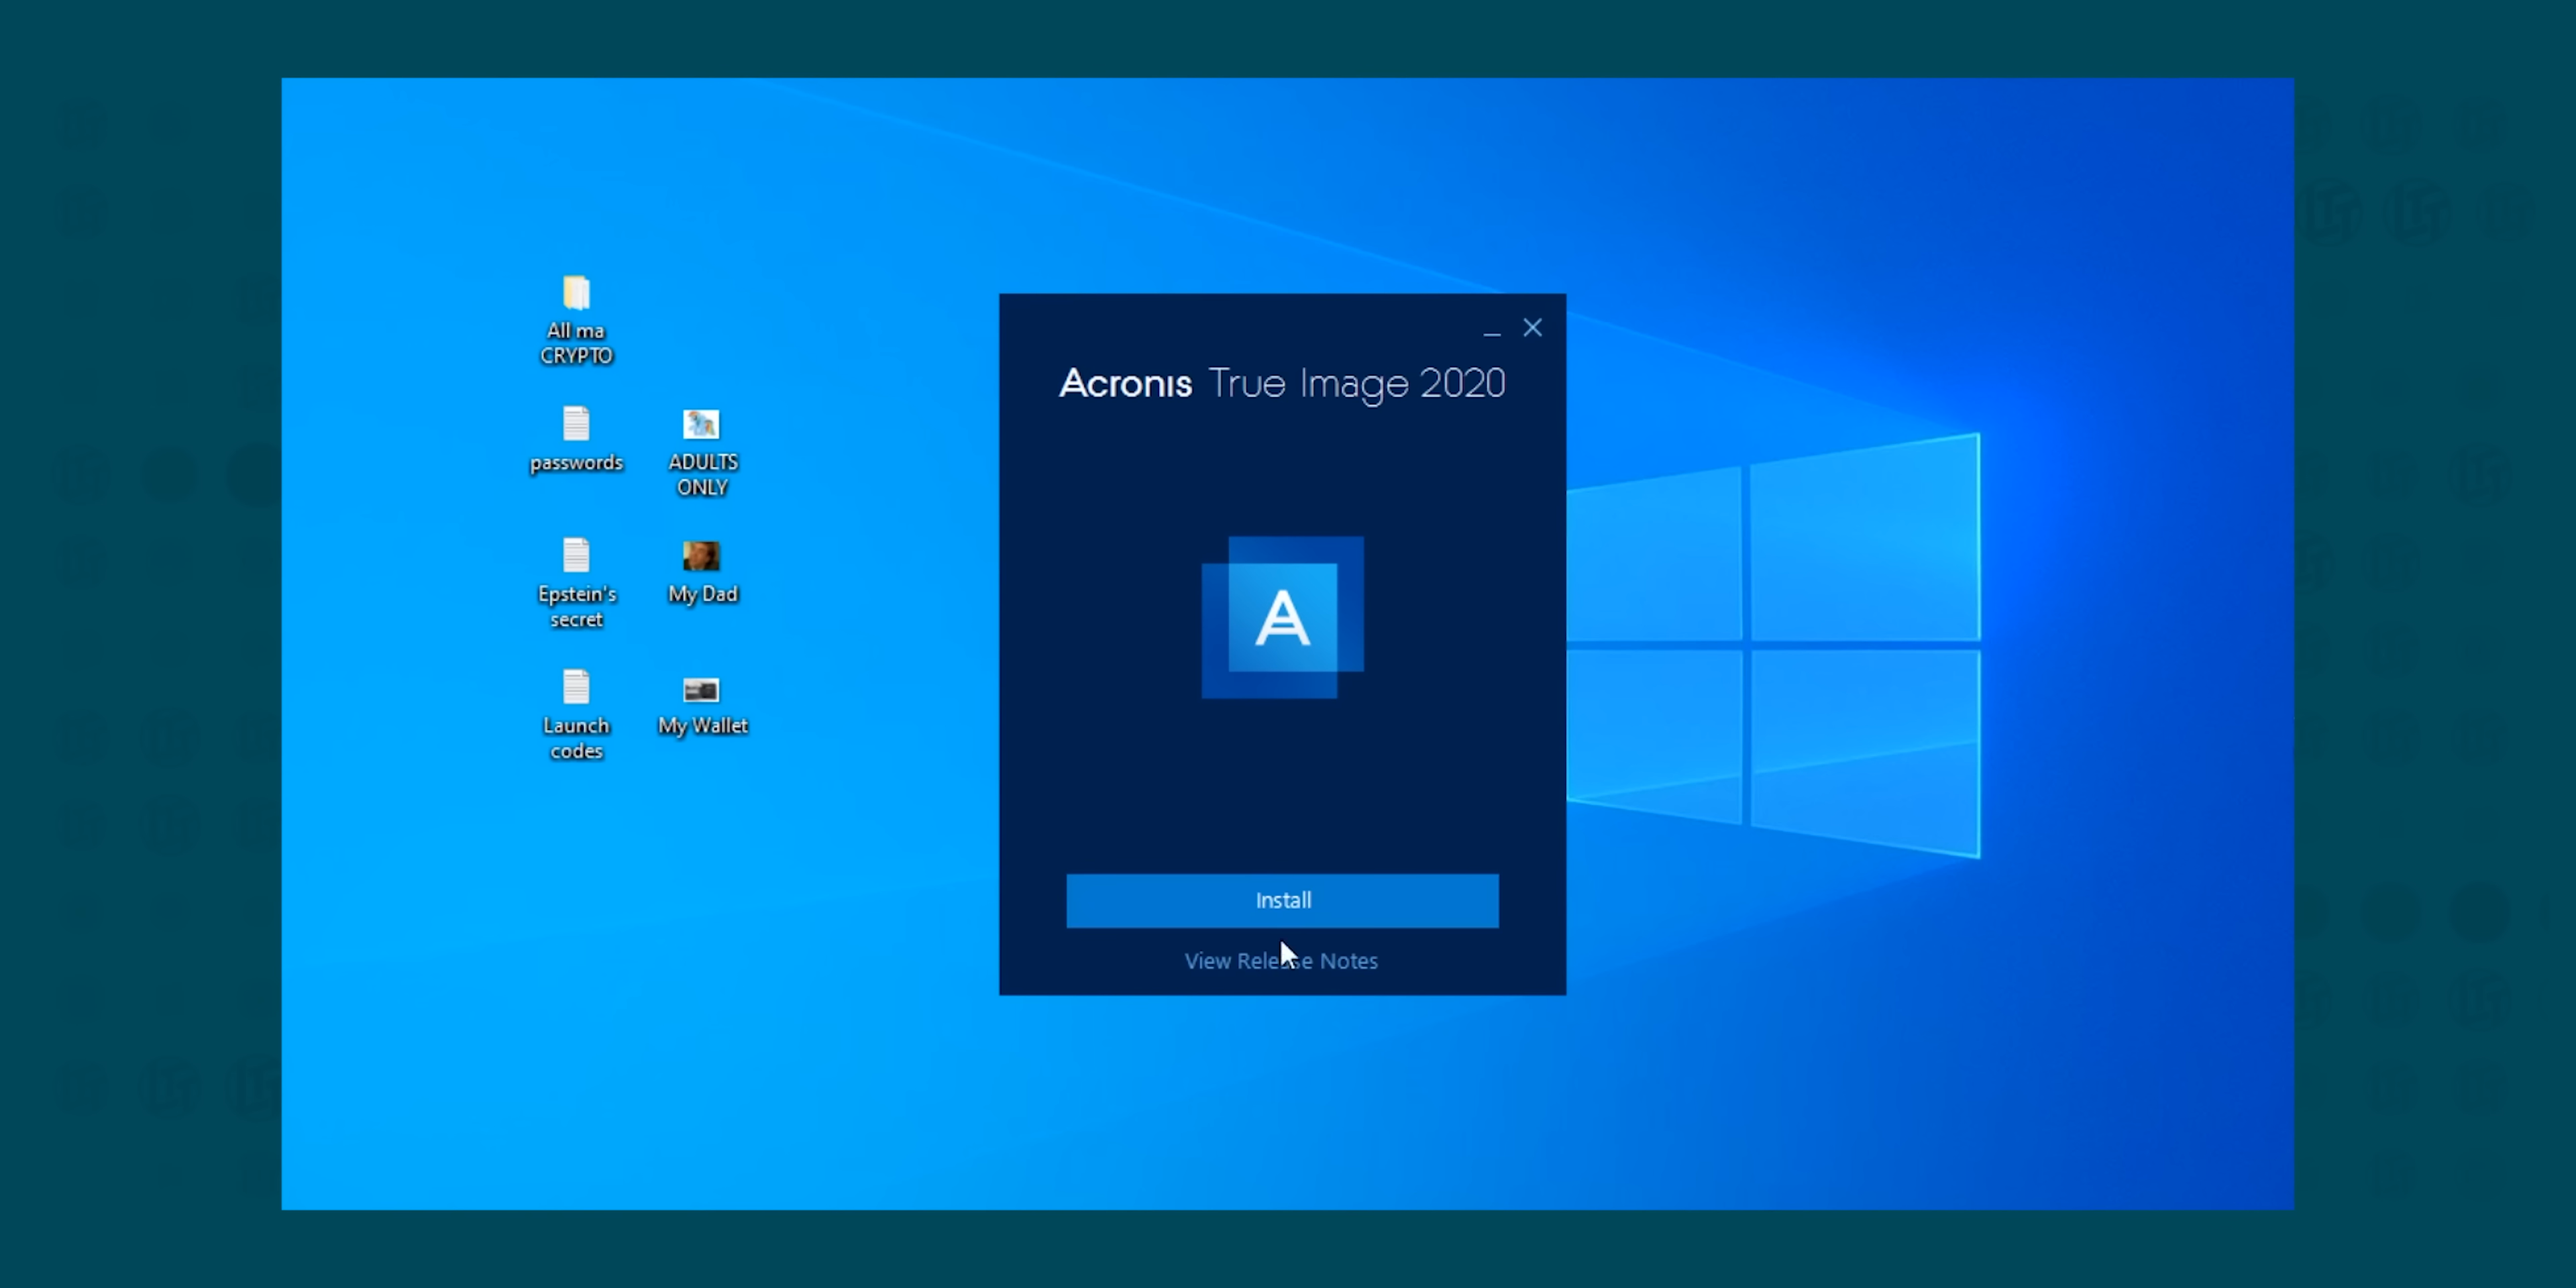 All ma
CRYPTO
passwords
ADULTS
ONLY
Epstein's
secret
My Dad
Launch
codes
My Wallet
Acronis True Image 2020
A
Install
View Release Notes